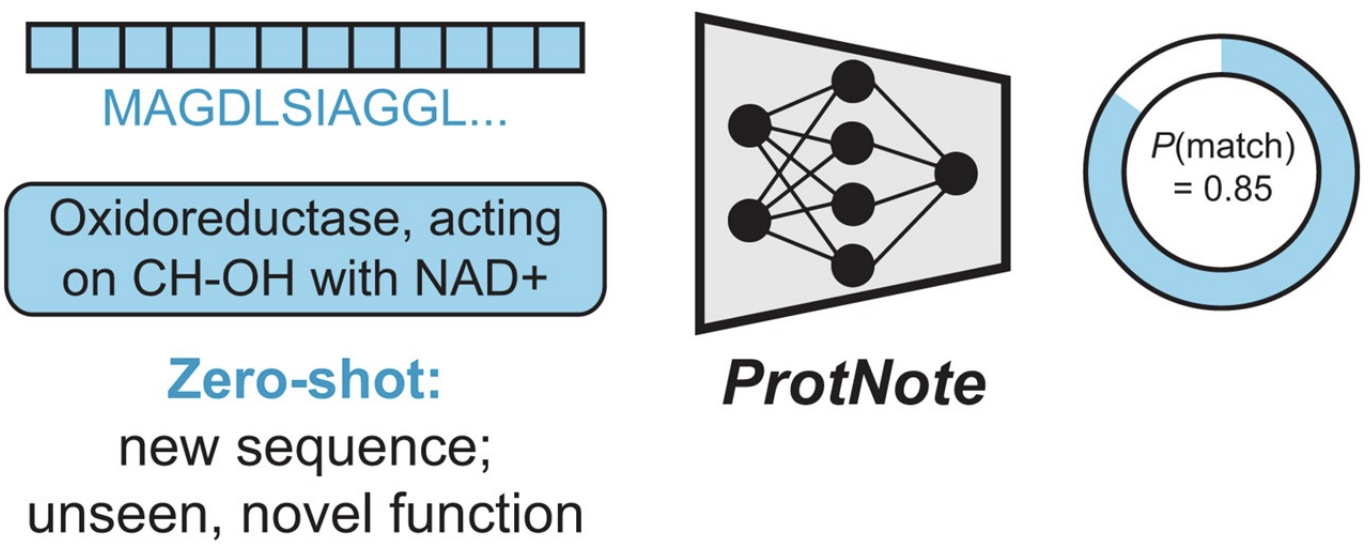 MAGDLSIAGGL...
Oxidoreductase, acting
on CH-OH with NAD+
Zero-shot:
new sequence;
unseen, novel function
ProtNote
P(match)
= 0.85